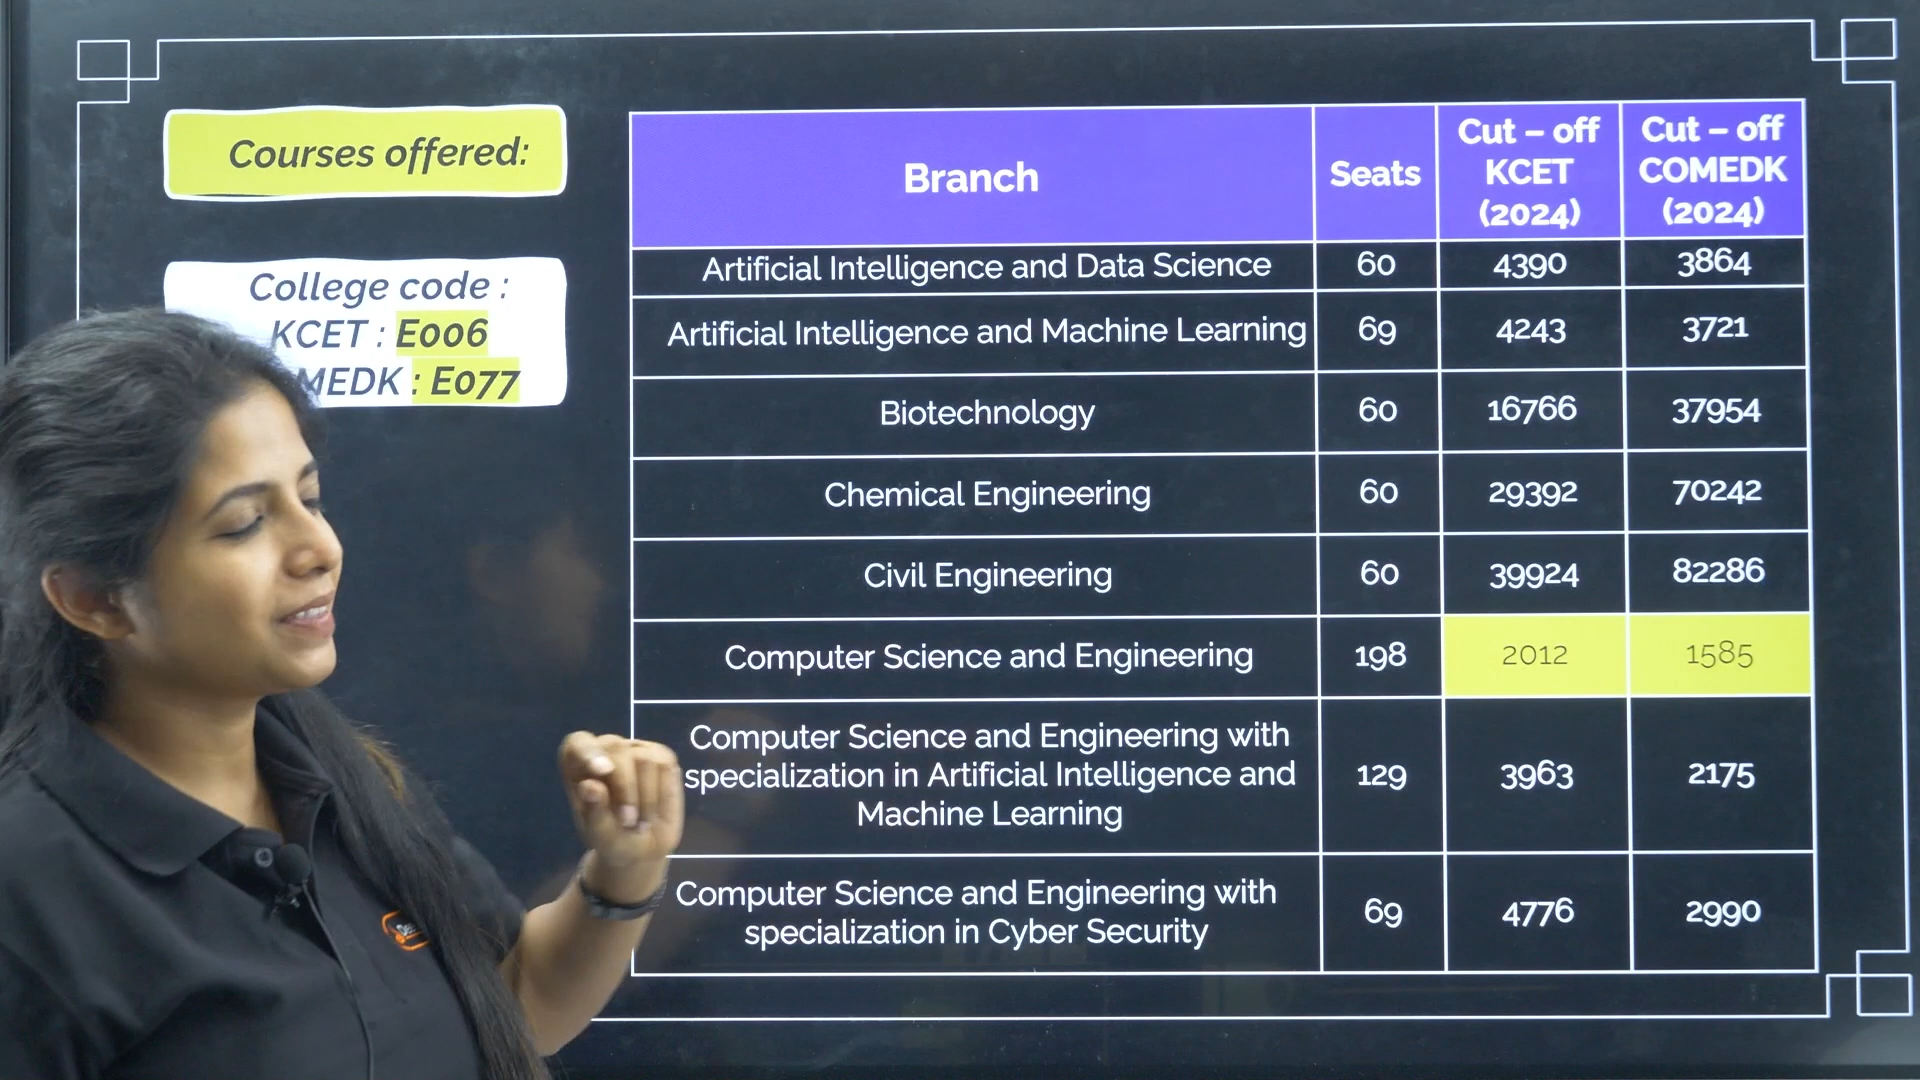 Courses offered:
College code :
KCET : E006
MEDK : E077
Branch
Seats
Cut – off
KCET
(2024)
Cut – off
COMEDK
(2024)
Artificial Intelligence and Data Science 60 4390 3864
Artificial Intelligence and Machine Learning 69 4243 3721
Biotechnology 60 16766 37954
Chemical Engineering 60 29392 70242
Civil Engineering 60 39924 82286
Computer Science and Engineering 198 2012 1585
Computer Science and Engineering with
specialization in Artificial Intelligence and
Machine Learning
129 3963 2175
Computer Science and Engineering with
specialization in Cyber Security
69 4776 2990